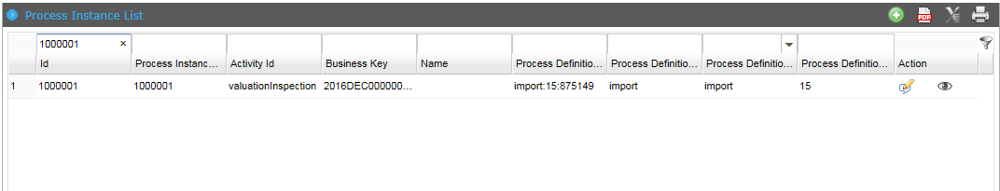 Process Instance List
PDF
1000001 ×
Id Process Instanc... Activity Id Business Key Name Process Definitio... Process Definitio... Process Definitio... Process Definitio... Action
1 1000001 1000001 valuationInspection 2016DEC000000... import:15:875149 import import 15